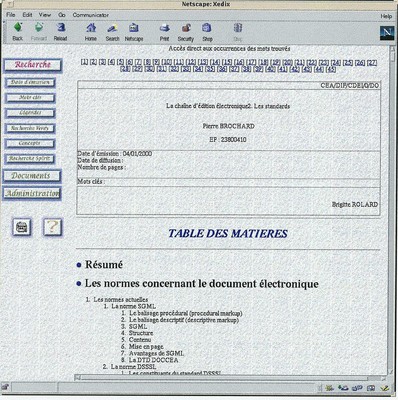 Netscape: Xedix
File Edit View Go Communicator Help
Back Forward Reload Home Search Netscape Print Security Shop Stop
N
Accès direct aux occurrences des mots trouvés
[1] [2] [3] [4] [5] [6] [7] [8] [9] [10] [11] [12] [13] [14] [15] [16] [17] [18] [19] [20] [21] [22] [23] [24] [25] [26] [27]
[28] [29] [30] [31] [32] [33] [34] [35] [36] [37] [38] [39] [40] [41] [42] [43] [44] [45]
Recherche
Date d'émission
Mots clés
Légendes
Recherche Verity
Concepts
Recherche Spirit
Documents
Administration
?
CEA/DIF/CDEI/O/DO
La chaîne d'édition électronique2. Les standards
Pierre BROCHARD
EP : 23800410
Date d'émission : 04/01/2000
Date de diffusion :
Nombre de pages :
Mots clés :
Brigitte ROLARD
TABLE DES MATIERES
Résumé
Les normes concernant le document électronique
1. Les normes actuelles
1. La norme SGML
1. Le balisage procédural (procedural markup)
2. Le balisage descriptif (descriptive markup)
3. SGML
4. Structure
5. Contenu
6. Mise en page
7. Avantages de SGML
8. La DTD DOCCEA
2. La norme DSSSL
1. Les constituants du standard DSSSL